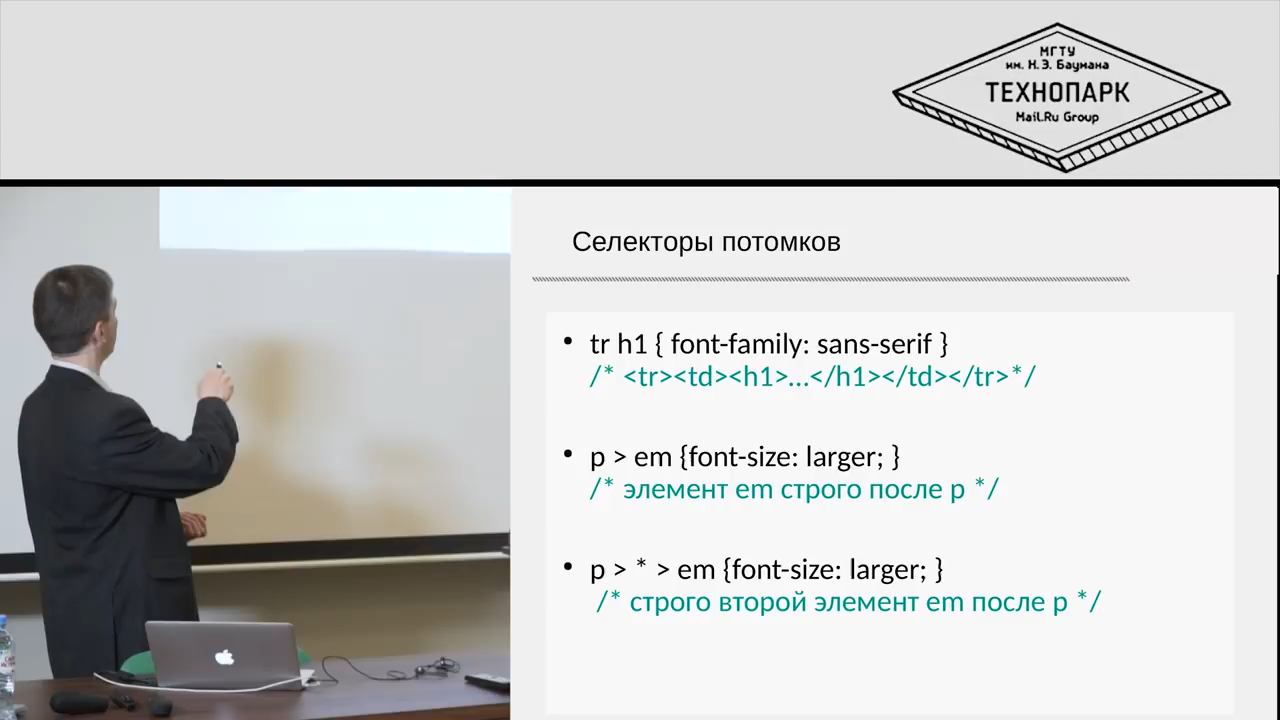 МГТУ
им. Н.Э. Баумана
ТЕХНОПАРК
Mail.Ru Group
Селекторы потомков
• tr h1 { font-family: sans-serif }
/* <tr><td><h1>...</h1></td></tr>*/
• p > em {font-size: larger; }
/* элемент em строго после p */
• p > * > em {font-size: larger; }
/* строго второй элемент em после p */